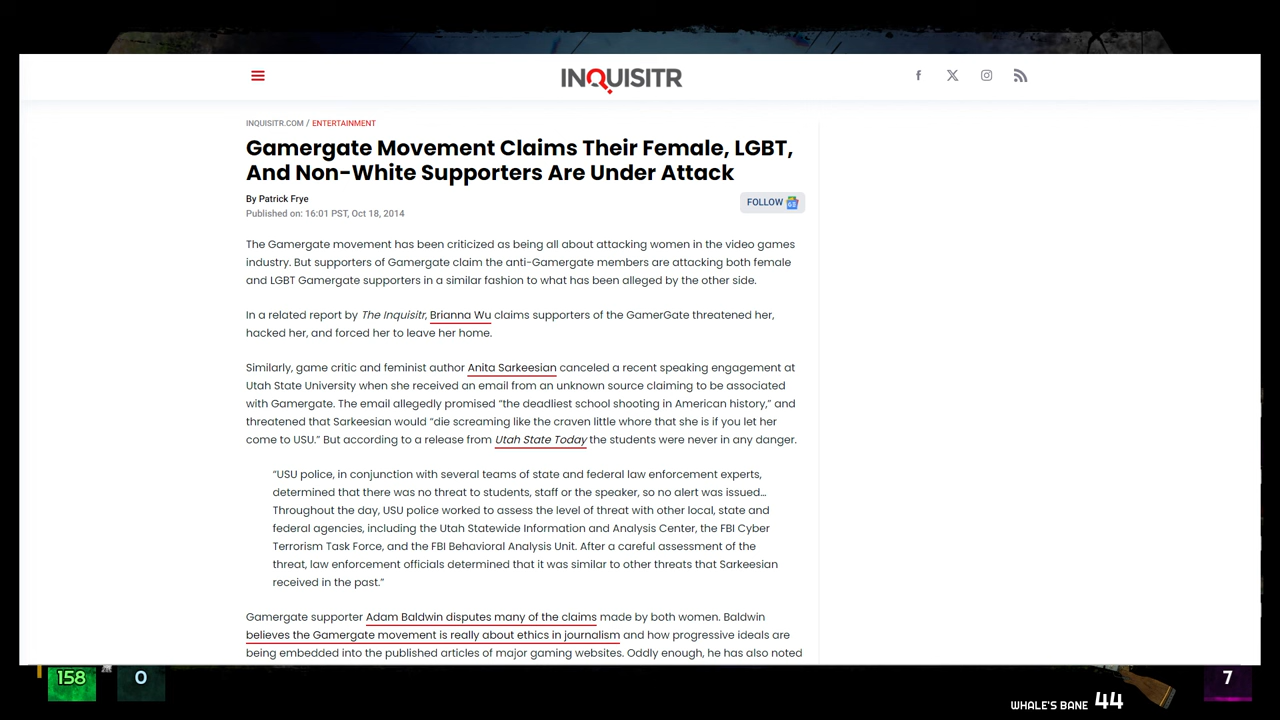 INQUISITR
INQUISITR.COM / ENTERTAINMENT
Gamergate Movement Claims Their Female, LGBT,
And Non-White Supporters Are Under Attack
By Patrick Frye
Published on: 16:01 PST, Oct 18, 2014
FOLLOW
The Gamergate movement has been criticized as being all about attacking women in the video games
industry. But supporters of Gamergate claim the anti-Gamergate members are attacking both female
and LGBT Gamergate supporters in a similar fashion to what has been alleged by the other side.
In a related report by The Inquisitr, Brianna Wu claims supporters of the GamerGate threatened her,
hacked her, and forced her to leave her home.
Similarly, game critic and feminist author Anita Sarkeesian canceled a recent speaking engagement at
Utah State University when she received an email from an unknown source claiming to be associated
with Gamergate. The email allegedly promised “the deadliest school shooting in American history,” and
threatened that Sarkeesian would “die screaming like the craven little whore that she is if you let her
come to USU.” But according to a release from Utah State Today the students were never in any danger.
“USU police, in conjunction with several teams of state and federal law enforcement experts,
determined that there was no threat to students, staff or the speaker, so no alert was issued…
Throughout the day, USU police worked to assess the level of threat with other local, state and
federal agencies, including the Utah Statewide Information and Analysis Center, the FBI Cyber
Terrorism Task Force, and the FBI Behavioral Analysis Unit. After a careful assessment of the
threat, law enforcement officials determined that it was similar to other threats that Sarkeesian
received in the past.”
Gamergate supporter Adam Baldwin disputes many of the claims made by both women. Baldwin
believes the Gamergate movement is really about ethics in journalism and how progressive ideals are
being embedded into the published articles of major gaming websites. Oddly enough, he has also noted
158
0
WHALE'S BANE 44
7